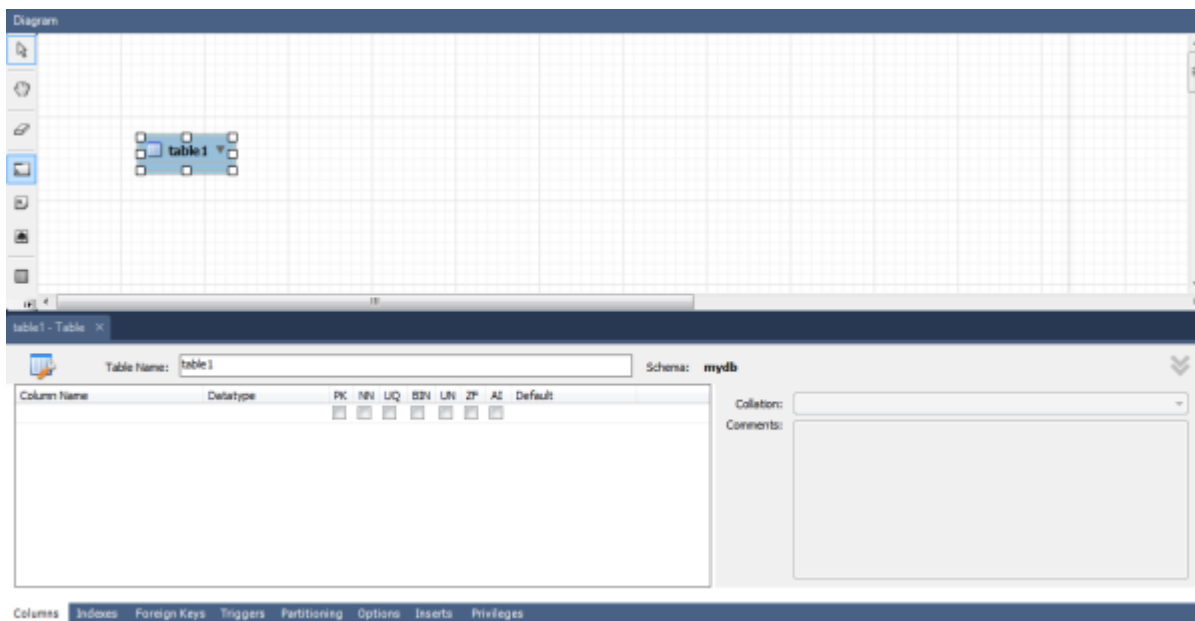 Diagram
table1
table1 - Table ×
Table Name: table1 Schema: mydb
Column Name Datatype PK NN UQ BIN UN ZF AI Default
Collation:
Comments:
Columns Indexes Foreign Keys Triggers Partitioning Options Inserts Privileges